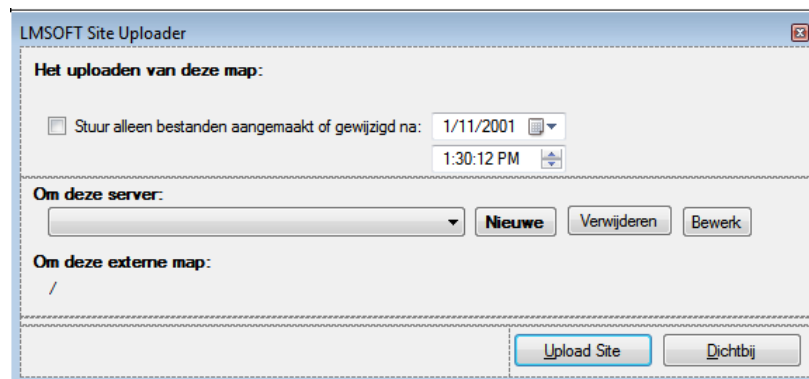 LMSOFT Site Uploader
Het uploaden van deze map:
Stuur alleen bestanden aangemaakt of gewijzigd na: 1/11/2001
1:30:12 PM
Om deze server:
Nieuwe Verwijderen Bewerk
Om deze externe map:
/
Upload Site Dichtbij